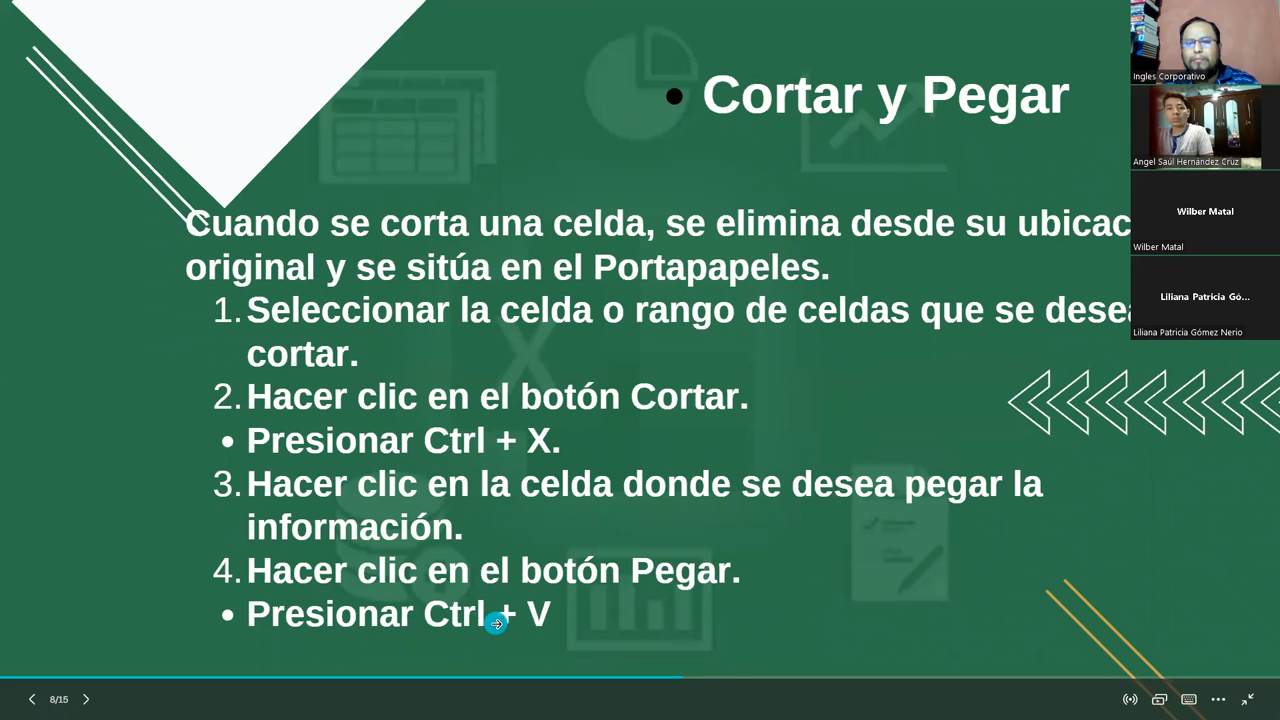 • Cortar y Pegar
Cuando se corta una celda, se elimina desde su ubicac
original y se sitúa en el Portapapeles.
1. Seleccionar la celda o rango de celdas que se desea
cortar.
2. Hacer clic en el botón Cortar.
• Presionar Ctrl + X.
3. Hacer clic en la celda donde se desea pegar la
información.
4. Hacer clic en el botón Pegar.
• Presionar Ctrl + V
Ingles Corporativo
Angel Saúl Hernández Cruz
Wilber Matal
Wilber Matal
Liliana Patricia Gó...
Liliana Patricia Gómez Nerio
8/15